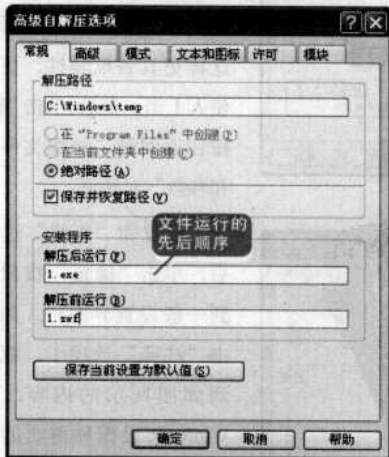 高级自解压选项
常规 高级 模式 文本和图标 许可 模块
解压路径
C:\Windows\temp
在 "Program Files" 中创建 (P)
在当前文件夹中创建 (C)
绝对路径 (A)
保存并恢复路径 (V)
文件运行的
先后顺序
安装程序
解压后运行 (F)
1.exe
解压前运行 (B)
1.swf
保存当前设置为默认值 (S)
确定 取消 帮助